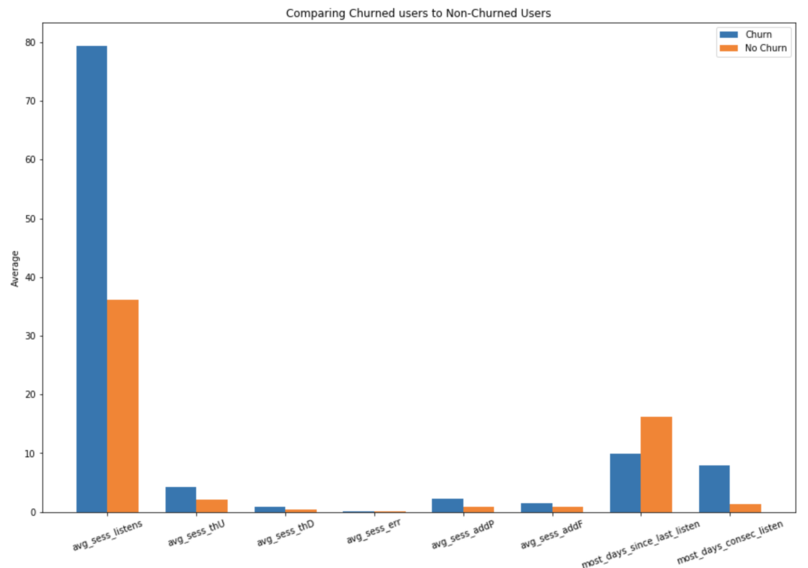 Comparing Churned users to Non-Churned Users
Churn
No Churn
80
70
60
50
40
30
20
10
0
Average
avg_sess_listens
avg_sess_thU
avg_sess_thD
avg_sess_err
avg_sess_addP
avg_sess_addF
most_days_since_last_listen
most_days_consec_listen